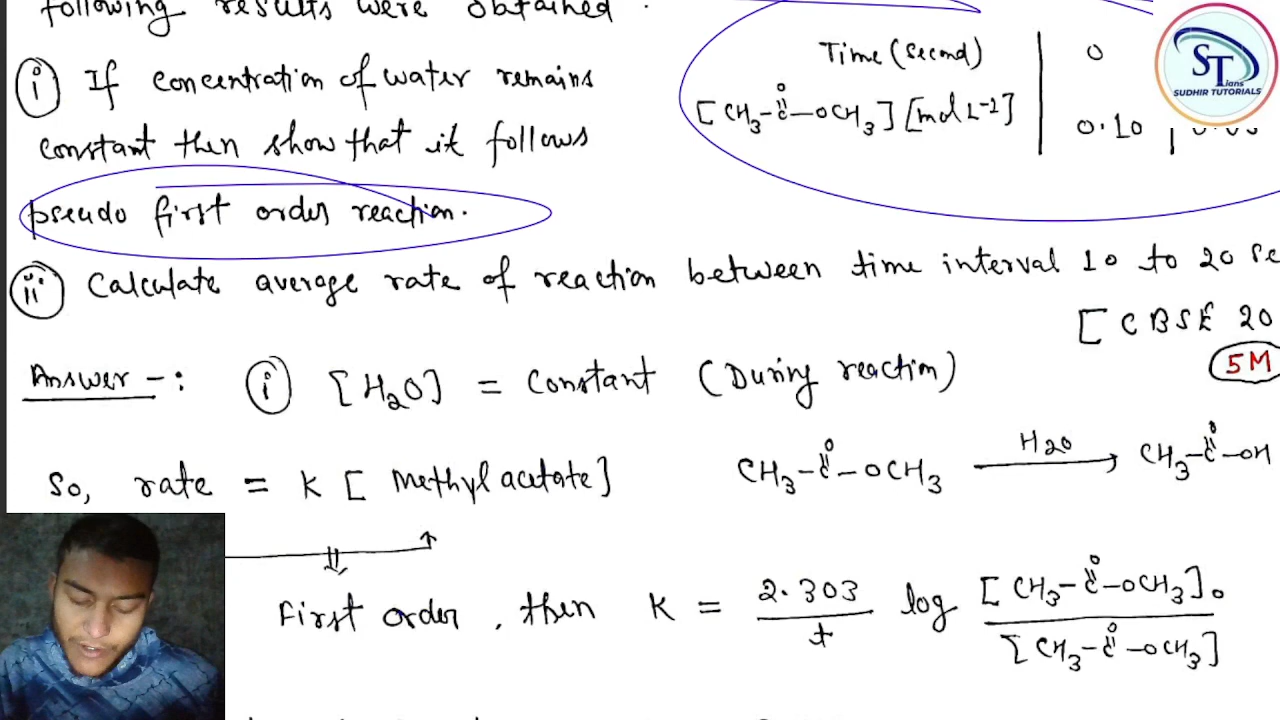 following results were obtained.
Time (second) | 0
[CH3-C(=O)-OCH3] [mol L-1] 0.10 |
ST
ians
SUDHIR TUTORIALS
(i) If concentration of water remains
constant then show that it follows
pseudo first order reaction.
(ii) Calculate average rate of reaction between time interval 10 to 20 se
[CBSE 20
5M
Answer -: (i) [H2O] = Constant (During reaction)
CH3-C(=O)-OCH3 H2O → CH3-C(=O)-OH
So, rate = K [Methyl acetate]
⇓
First order, then K = 2.303/t log [CH3-C(=O)-OCH3]o / [CH3-C(=O)-OCH3]